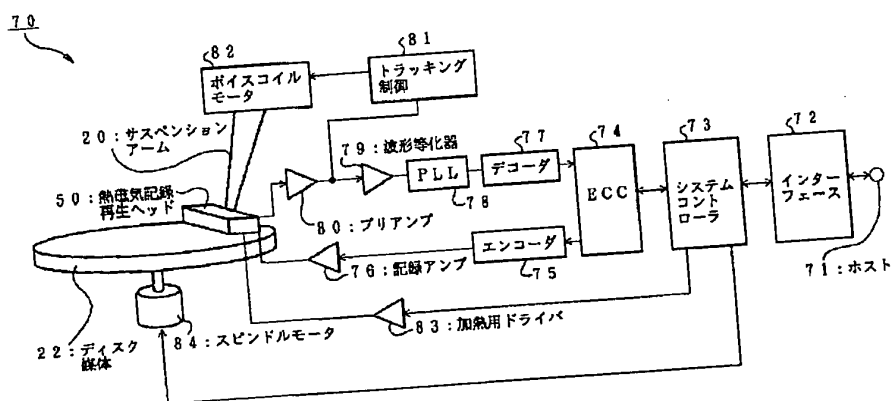 70
82
ボイスコイル
モータ
81
トラッキング
制御
20:サスペンション
アーム
79:波形等化器
77
デコーダ
74
ECC
73
システム
コント
ローラ
72
インター
フェース
PLL
78
50:熱磁気記録
再生ヘッド
80:プリアンプ
エンコーダ
75
76:記録アンプ
71:ホスト
83:加熱用ドライバ
84:スピンドルモータ
22:ディスク
媒体